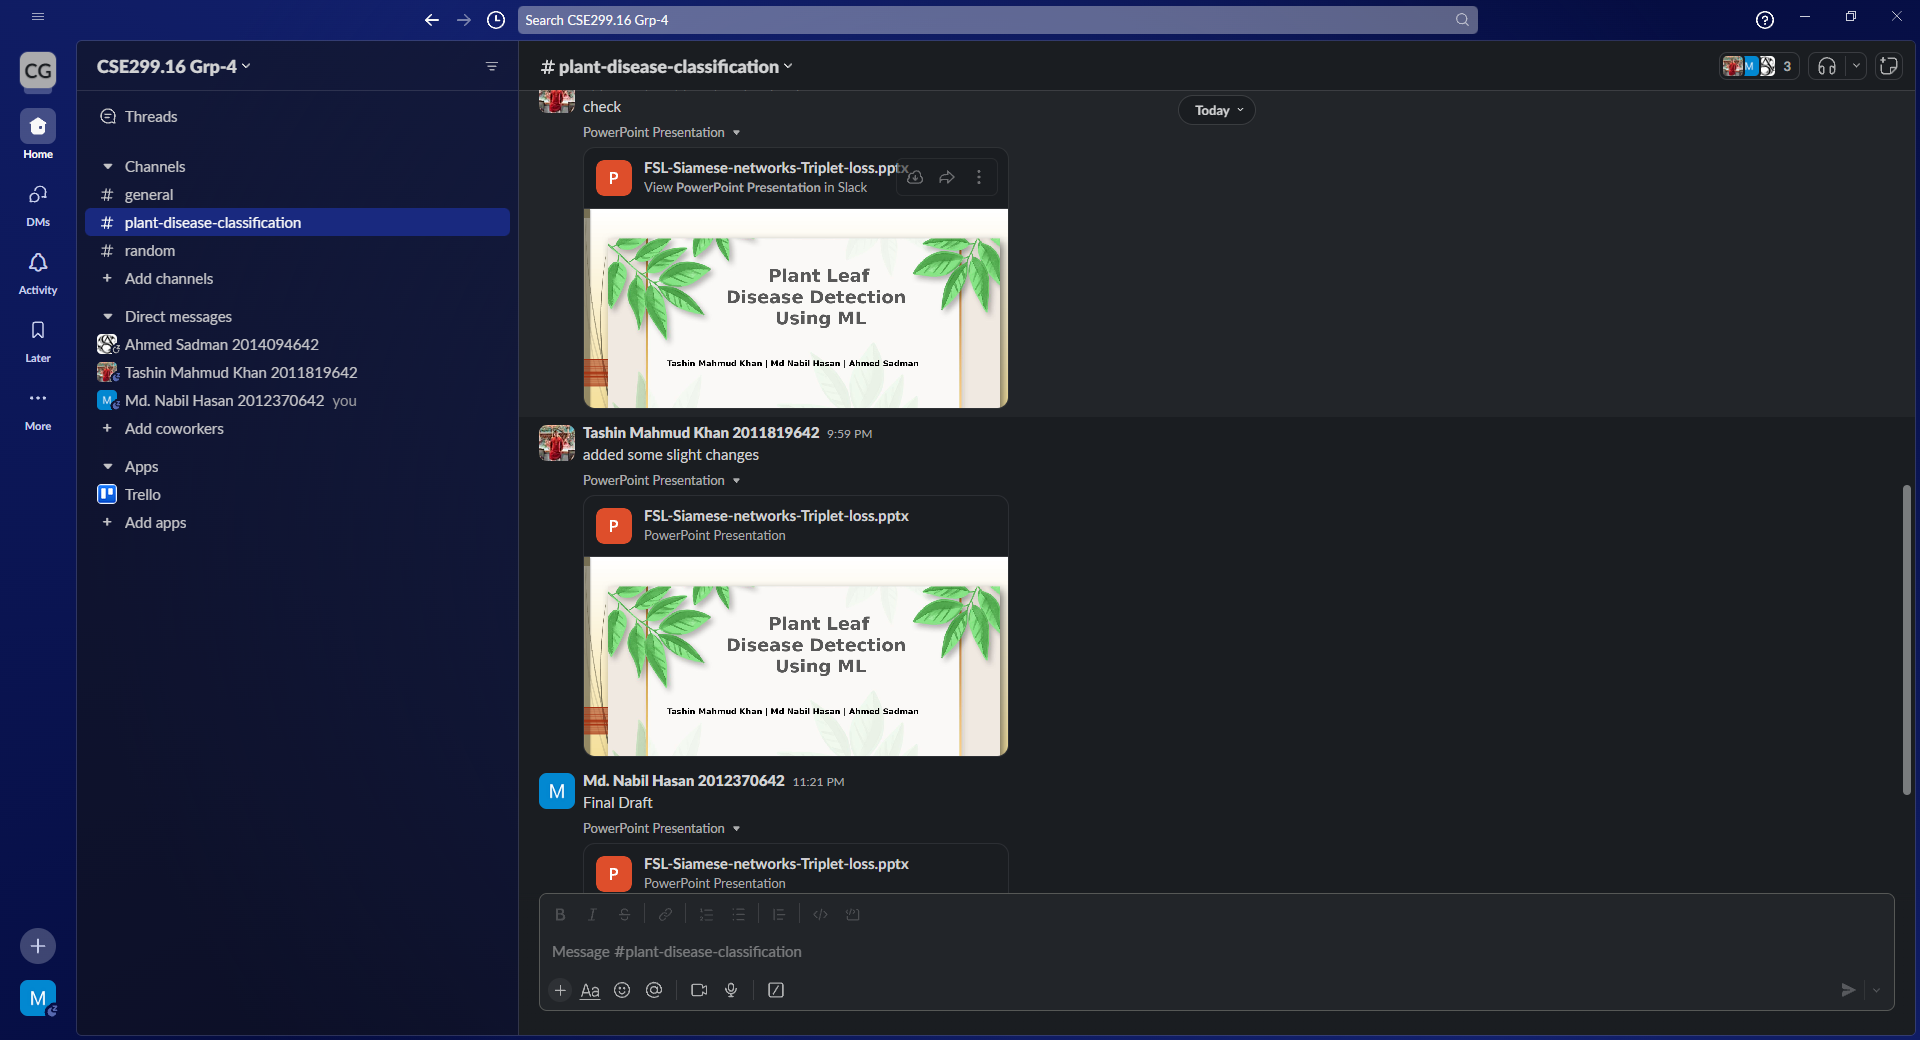 Search CSE299.16 Grp-4
CG
Home
DMs
Activity
Later
More
M
CSE299.16 Grp-4
Threads
Channels
# general
# plant-disease-classification
# random
+ Add channels
Direct messages
Ahmed Sadman 2014094642
Tashin Mahmud Khan 2011819642
M Md. Nabil Hasan 2012370642 you
+ Add coworkers
Apps
Trello
+ Add apps
# plant-disease-classification
M 3
Today
check
PowerPoint Presentation
P
FSL-Siamese-networks-Triplet-loss.pptx
View PowerPoint Presentation in Slack
Plant Leaf
Disease Detection
Using ML
Tashin Mahmud Khan | Md Nabil Hasan | Ahmed Sadman
Tashin Mahmud Khan 2011819642 9:59 PM
added some slight changes
PowerPoint Presentation
P
FSL-Siamese-networks-Triplet-loss.pptx
PowerPoint Presentation
Plant Leaf
Disease Detection
Using ML
Tashin Mahmud Khan | Md Nabil Hasan | Ahmed Sadman
M
Md. Nabil Hasan 2012370642 11:21 PM
Final Draft
PowerPoint Presentation
P
FSL-Siamese-networks-Triplet-loss.pptx
PowerPoint Presentation
B I S
Message #plant-disease-classification
+ Aa @